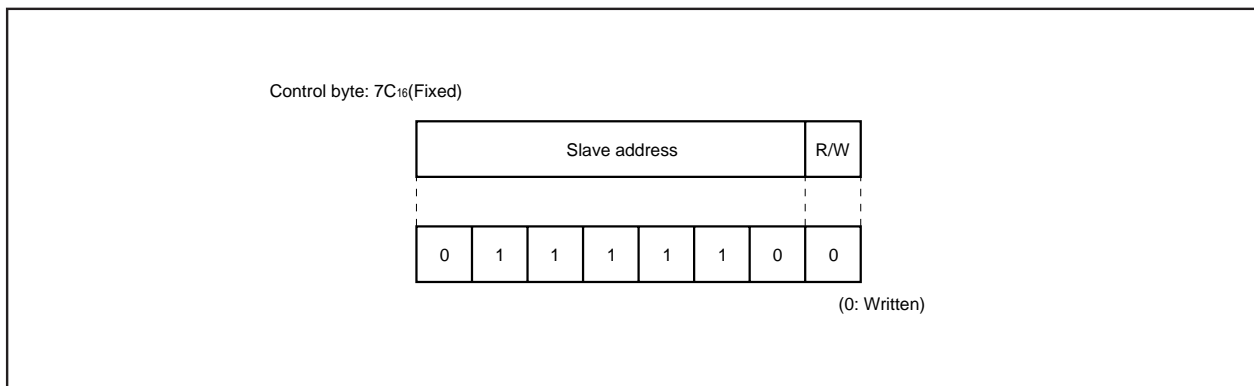 Control byte: 7C16(Fixed)
Slave address R/W
0 1 1 1 1 1 0 0
(0: Written)